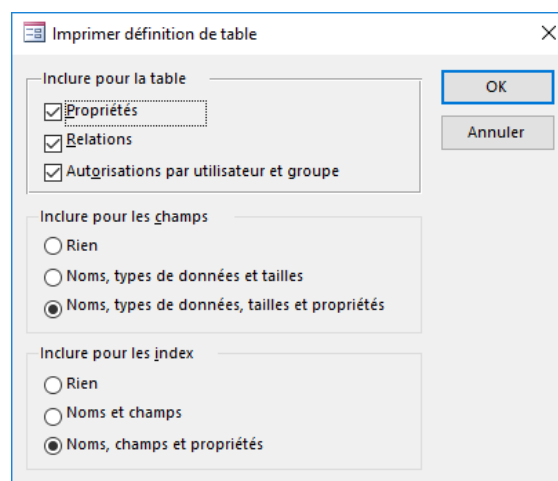 Imprimer définition de table
Inclure pour la table
Propriétés
Relations
Autorisations par utilisateur et groupe
OK
Annuler
Inclure pour les champs
Rien
Noms, types de données et tailles
Noms, types de données, tailles et propriétés
Inclure pour les index
Rien
Noms et champs
Noms, champs et propriétés